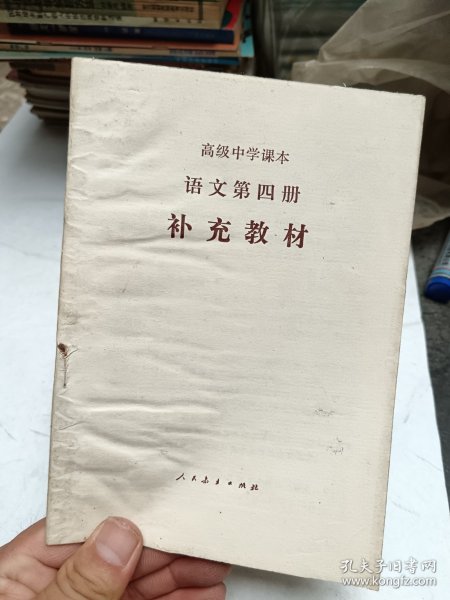 高级中学课本
语文第四册
补充教材
人民教育出版社
孔夫子旧书网
www.kongfz.com